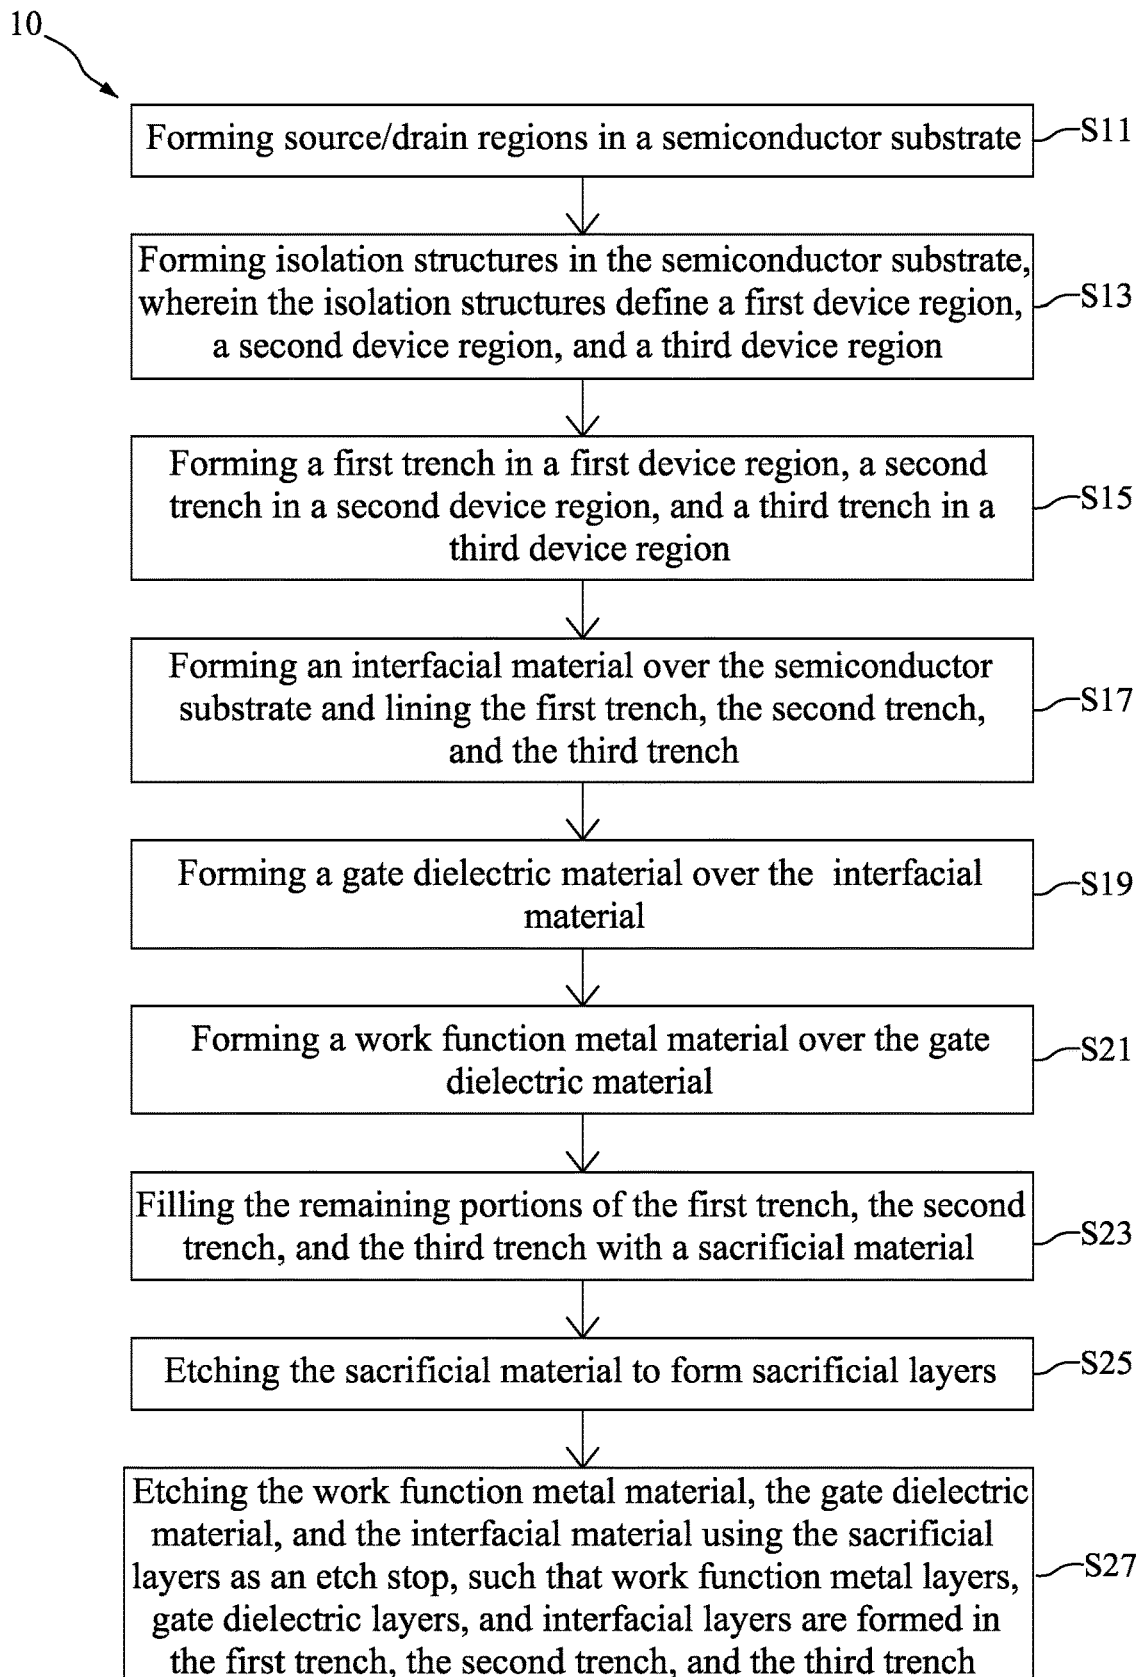 10
Forming source/drain regions in a semiconductor substrate
S11
Forming isolation structures in the semiconductor substrate,
wherein the isolation structures define a first device region,
a second device region, and a third device region
S13
Forming a first trench in a first device region, a second
trench in a second device region, and a third trench in a
third device region
S15
Forming an interfacial material over the semiconductor
substrate and lining the first trench, the second trench,
and the third trench
S17
Forming a gate dielectric material over the interfacial
material
S19
Forming a work function metal material over the gate
dielectric material
S21
Filling the remaining portions of the first trench, the second
trench, and the third trench with a sacrificial material
S23
Etching the sacrificial material to form sacrificial layers
S25
Etching the work function metal material, the gate dielectric
material, and the interfacial material using the sacrificial
layers as an etch stop, such that work function metal layers,
gate dielectric layers, and interfacial layers are formed in
the first trench, the second trench, and the third trench
S27